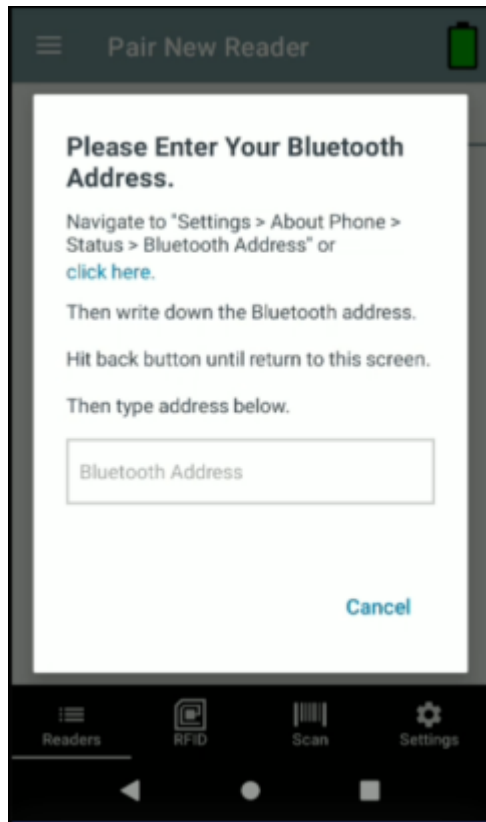 Pair New Reader
Please Enter Your Bluetooth
Address.
Navigate to "Settings > About Phone >
Status > Bluetooth Address" or
click here.
Then write down the Bluetooth address.
Hit back button until return to this screen.
Then type address below.
Bluetooth Address
Cancel
Readers RFID Scan Settings